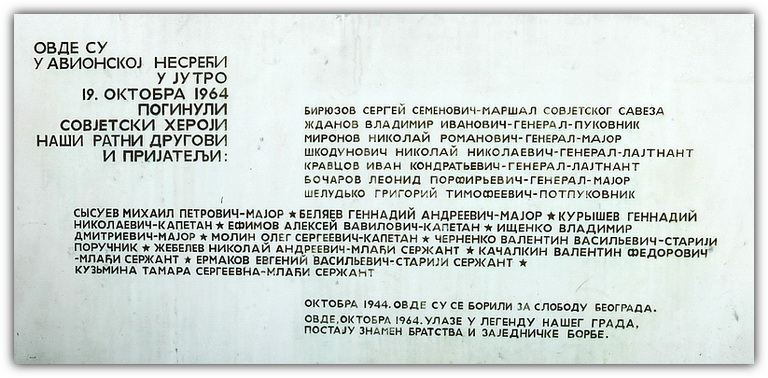 ОВДЕ СУ
У АВИОНСКОЈ НЕСРЕЋИ
У ЈУТРО
19. ОКТОБРА 1964
ПОГИНУЛИ
СОВЈЕТСКИ ХЕРОЈИ
НАШИ РАТНИ ДРУГОВИ
И ПРИЈАТЕЉИ:
БИРЮЗОВ СЕРГЕЙ СЕМЕНОВИЧ-МАРШАЛ СОВЈЕТСКОГ САВЕЗА
ЖДАНОВ ВЛАДИМИР ИВАНОВИЧ-ГЕНЕРАЛ-ПУКОВНИК
МИРОНОВ НИКОЛАЙ РОМАНОВИЧ-ГЕНЕРАЛ-МАЈОР
ШКОДУНОВИЧ НИКОЛАЙ НИКОЛАЕВИЧ-ГЕНЕРАЛ-ЛАЈТНАНТ
КРАВЦОВ ИВАН КОНДРАТЬЕВИЧ-ГЕНЕРАЛ-ЛАЈТНАНТ
БОЧАРОВ ЛЕОНИД ПОРФИРЬЕВИЧ-ГЕНЕРАЛ-МАЈОР
ШЕЛУДЬКО ГРИГОРИЙ ТИМОФЕЕВИЧ-ПОТПУКОВНИК
СЫСУЕВ МИХАИЛ ПЕТРОВИЧ-МАЈОР ★ БЕЛЯЕВ ГЕННАДИЙ АНДРЕЕВИЧ-МАЈОР ★ КУРЫШЕВ ГЕННАДИЙ
НИКОЛАЕВИЧ-КАПЕТАН ★ ЕФИМОВ АЛЕКСЕЙ ВАВИЛОВИЧ-КАПЕТАН ★ ИЩЕНКО ВЛАДИМИР
ДМИТРИЕВИЧ-МАЈОР ★ МОЛИН ОЛЕГ СЕРГЕЕВИЧ-КАПЕТАН ★ ЧЕРНЕНКО ВАЛЕНТИН ВАСИЛЬЕВИЧ-СТАРИЈИ
ПОРУЧНИК ★ ЖЕБЕЛЕВ НИКОЛАЙ АНДРЕЕВИЧ-МЛАЂИ СЕРЖАНТ ★ КАЧАЛКИН ВАЛЕНТИН ФЕДОРОВИЧ
-МЛАЂИ СЕРЖАНТ ★ ЕРМАКОВ ЕВГЕНИЙ ВАСИЛЬЕВИЧ-СТАРИЈИ СЕРЖАНТ ★
КУЗЬМИНА ТАМАРА СЕРГЕЕВНА-МЛАЂИ СЕРЖАНТ
ОКТОБРА 1944. ОВДЕ СУ СЕ БОРИЛИ ЗА СЛОБОДУ БЕОГРАДА.
ОВДЕ, ОКТОБРА 1964. УЛАЗЕ У ЛЕГЕНДУ НАШЕГ ГРАДА,
ПОСТАЈУ ЗНАМЕН БРАТСТВА И ЗАЈЕДНИЧКЕ БОРБЕ.